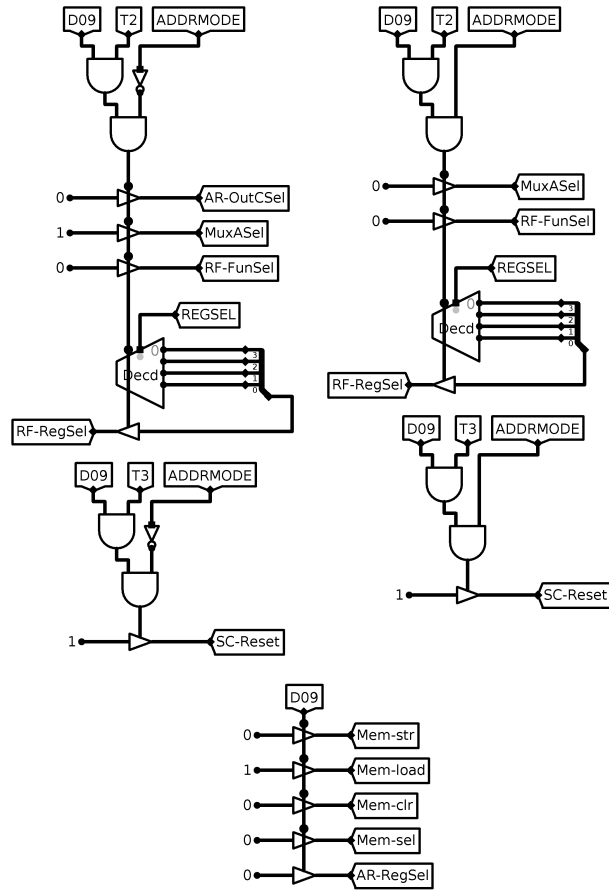 D09 T2 ADDRMODE
0 AR-OutCSel
1 MuxASel
0 RF-FunSel
REGSEL
0
Decd
3
2
1
0
RF-RegSel
D09 T2 ADDRMODE
0 MuxASel
0 RF-FunSel
REGSEL
0
Decd
3
2
1
0
RF-RegSel
D09 T3 ADDRMODE
1 SC-Reset
D09 T3 ADDRMODE
1 SC-Reset
D09
0 Mem-str
1 Mem-load
0 Mem-clr
0 Mem-sel
0 AR-RegSel